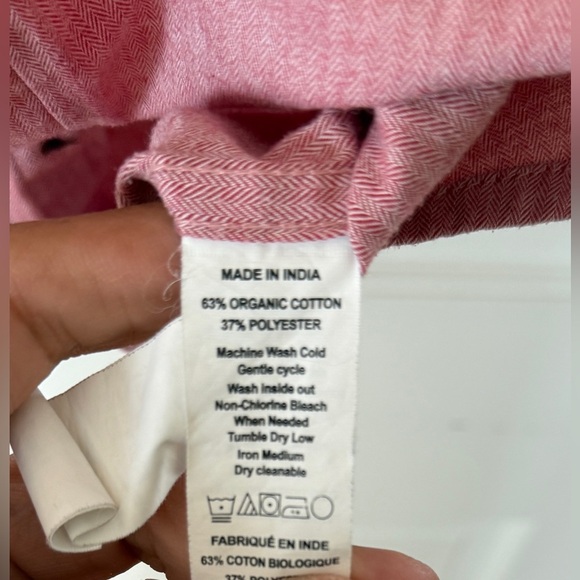 MADE IN INDIA
63% ORGANIC COTTON
37% POLYESTER
Machine Wash Cold
Gentle cycle
Wash inside out
Non-Chlorine Bleach
When Needed
Tumble Dry Low
Iron Medium
Dry cleanable
FABRIQUÉ EN INDE
63% COTON BIOLOGIQUE
37%